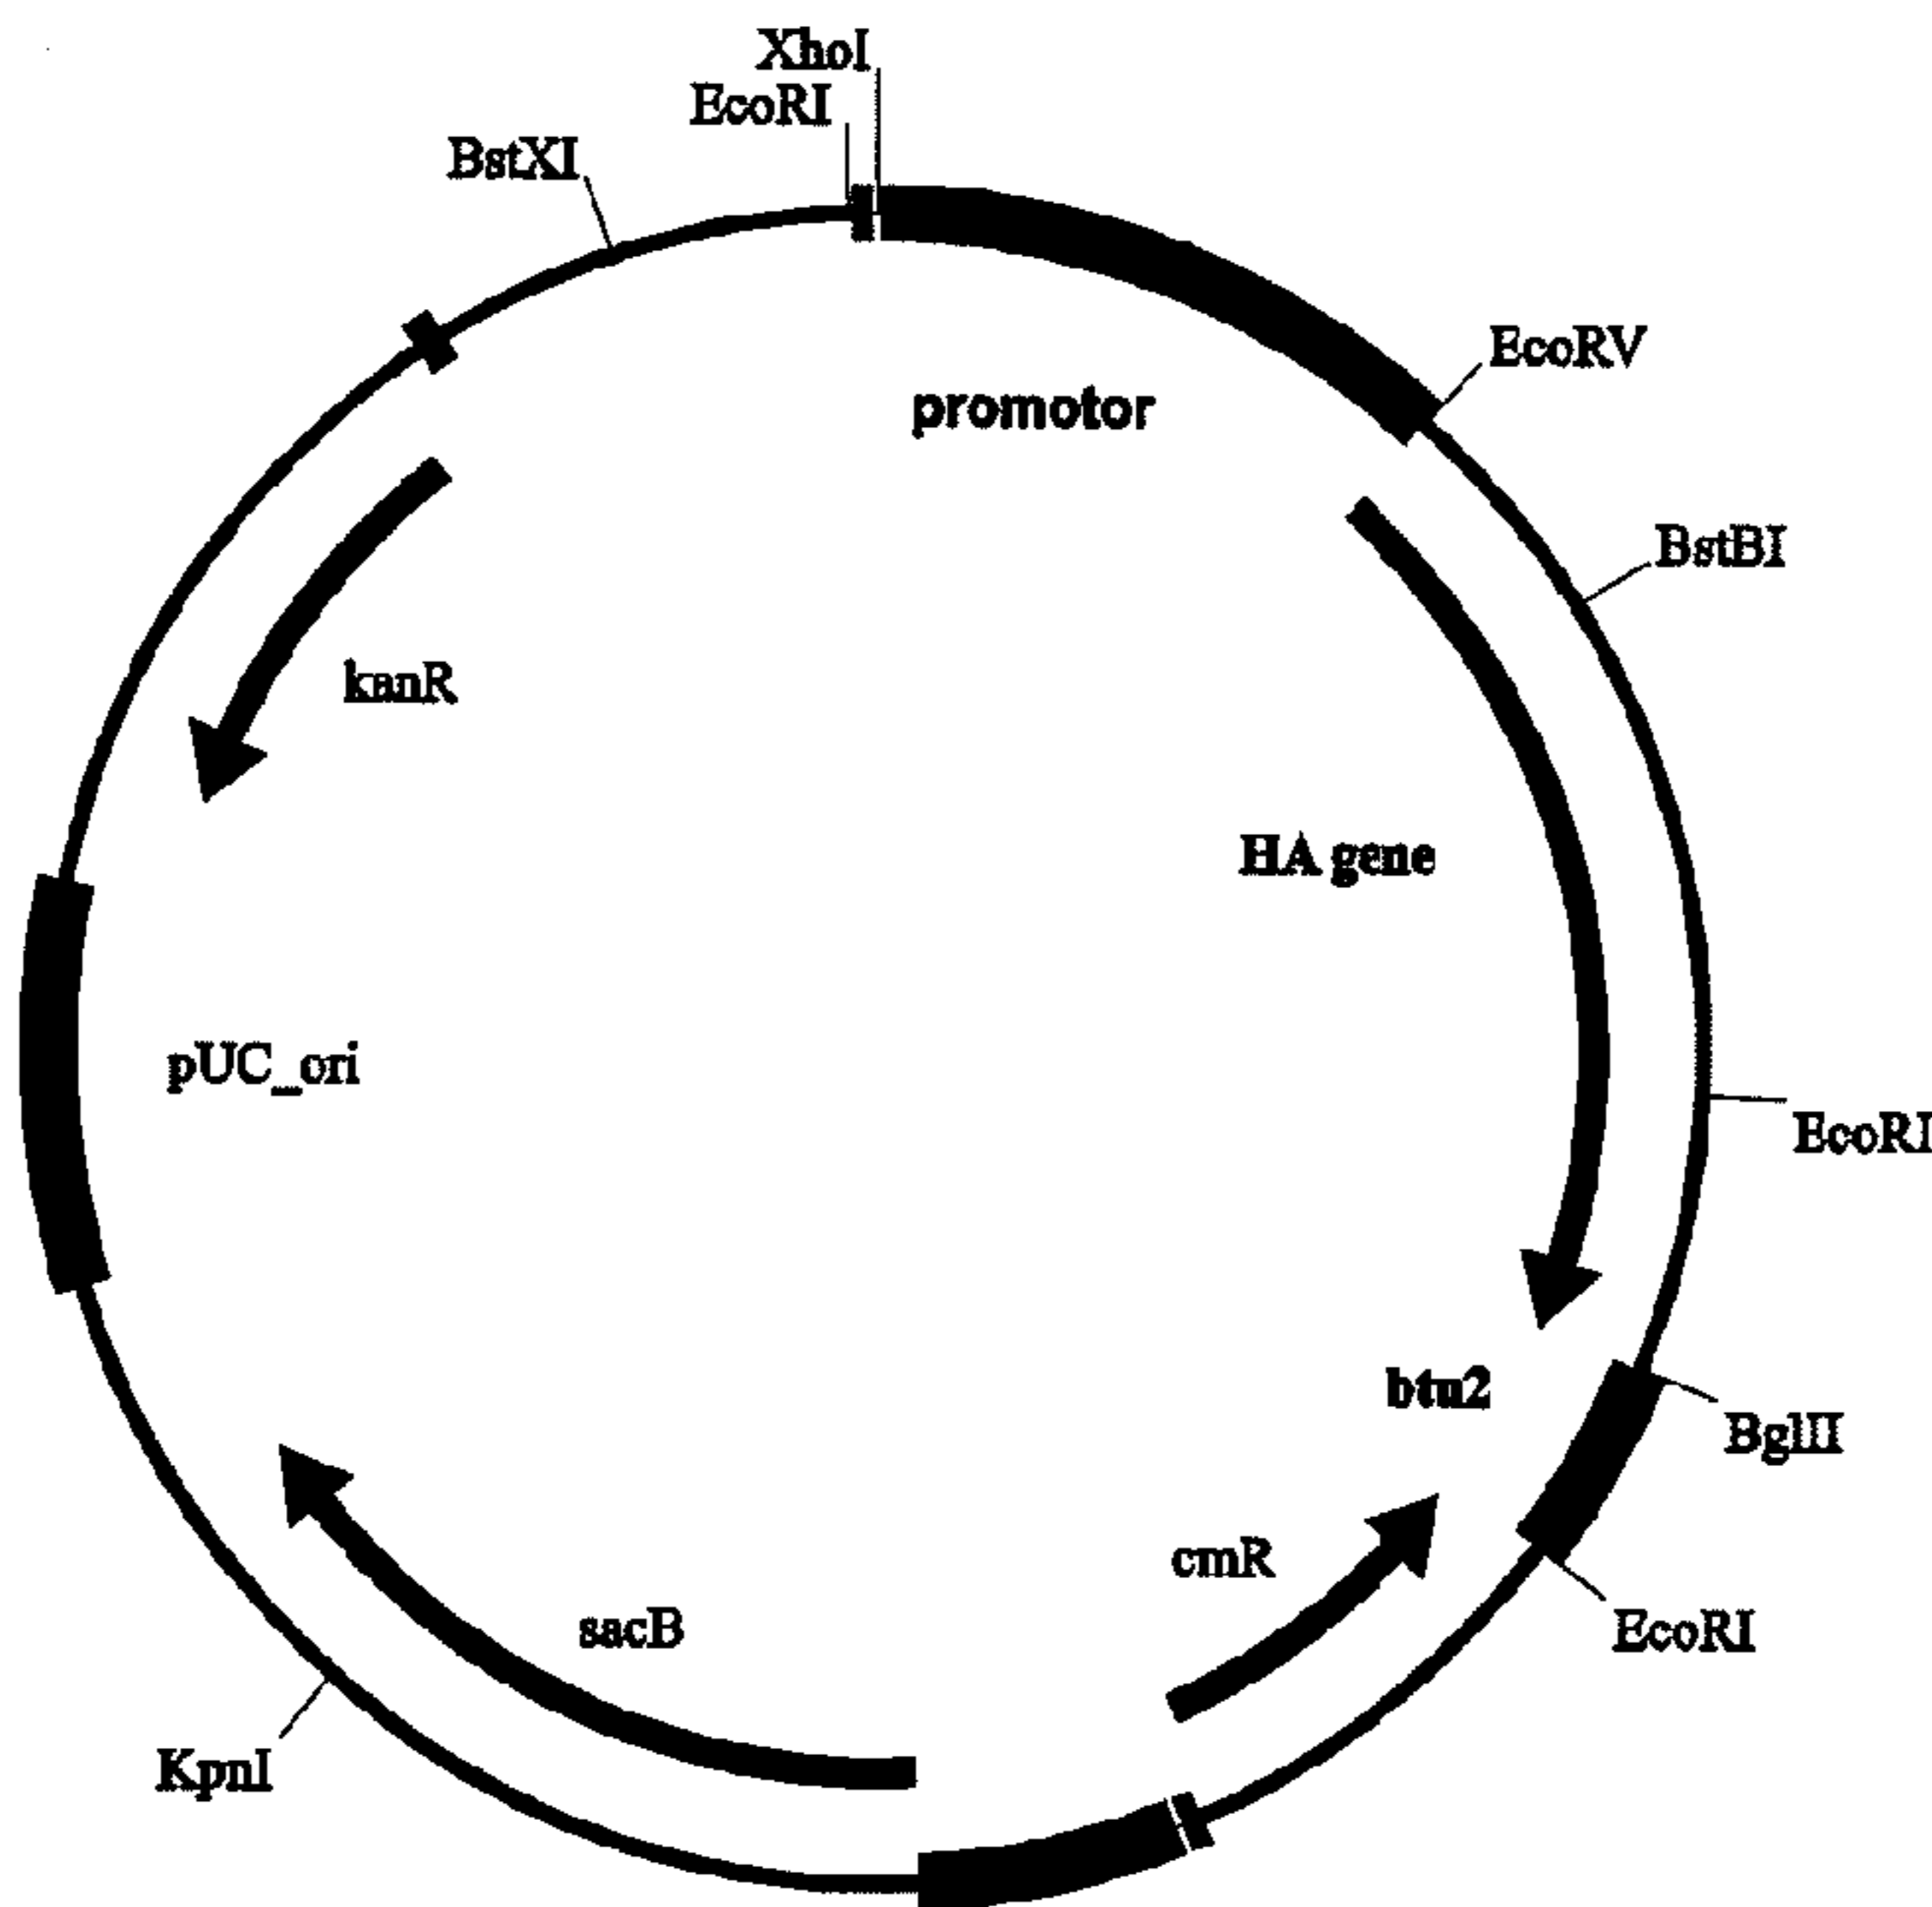 XhoI
EcoRI
BstXI
EcoRV
promotor
BstBI
kanR
HA gene
pUC_ori
EcoRI
btu2
BglII
cmR
sacB
EcoRI
KpnI